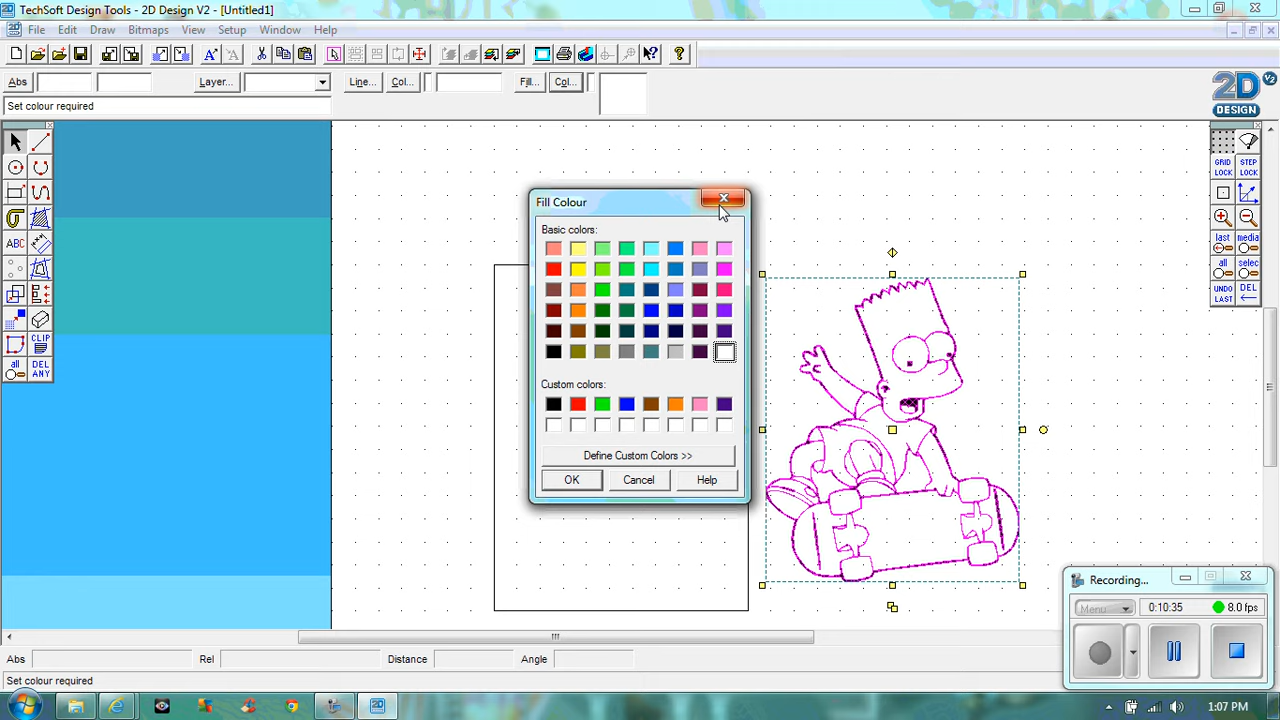 TechSoft Design Tools - 2D Design V2 - [Untitled1]
File Edit Draw Bitmaps View Setup Window Help
Abs Layer... Line... Col... Fill... Col...
2D V2
DESIGN
Set colour required
GRID LOCK STEP LOCK
last media
all selec
UNDO LAST DEL
ABC
CLIP
all DEL ANY
Fill Colour
Basic colors:
Custom colors:
Define Custom Colors >>
OK Cancel Help
Recording...
Menu 0:10:35 8.0 fps
Abs Rel Distance Angle
Set colour required
1:07 PM